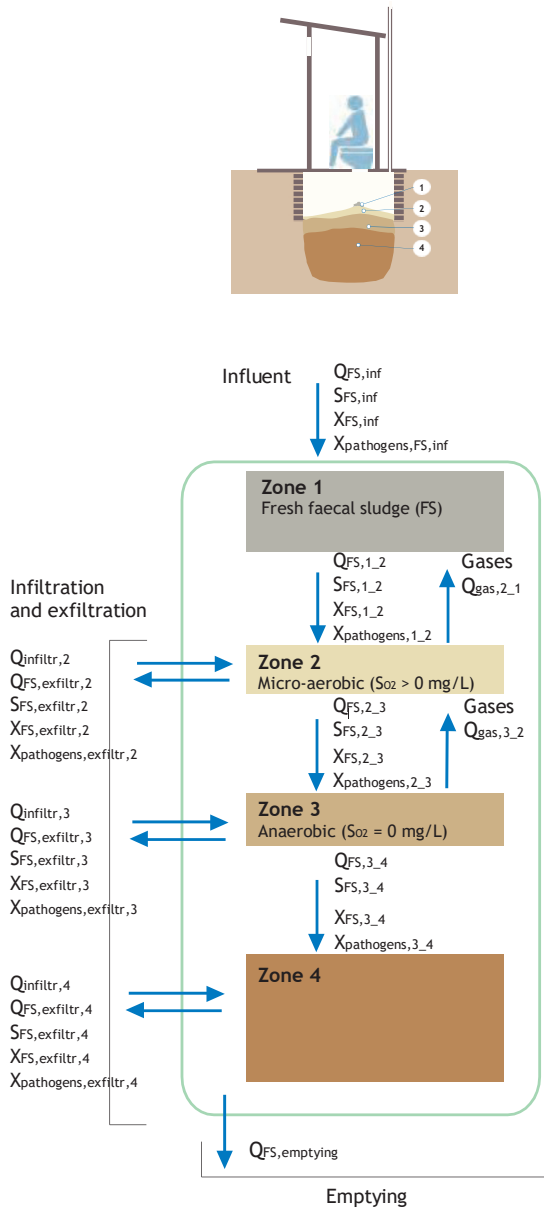 1
2
3
4
Influent
QFS,inf
SFS,inf
XFS,inf
Xpathogens,FS,inf
Zone 1
Fresh faecal sludge (FS)
QFS,1_2
SFS,1_2
XFS,1_2
Xpathogens,1_2
Gases
Qgas,2_1
Infiltration
and exfiltration
Qinfiltr,2
QFS,exfiltr,2
SFS,exfiltr,2
XFS,exfiltr,2
Xpathogens,exfiltr,2
Zone 2
Micro-aerobic (SO2 > 0 mg/L)
QFS,2_3
SFS,2_3
XFS,2_3
Xpathogens,2_3
Gases
Qgas,3_2
Qinfiltr,3
QFS,exfiltr,3
SFS,exfiltr,3
XFS,exfiltr,3
Xpathogens,exfiltr,3
Zone 3
Anaerobic (SO2 = 0 mg/L)
QFS,3_4
SFS,3_4
XFS,3_4
Xpathogens,3_4
Zone 4
Qinfiltr,4
QFS,exfiltr,4
SFS,exfiltr,4
XFS,exfiltr,4
Xpathogens,exfiltr,4
QFS,emptying
Emptying